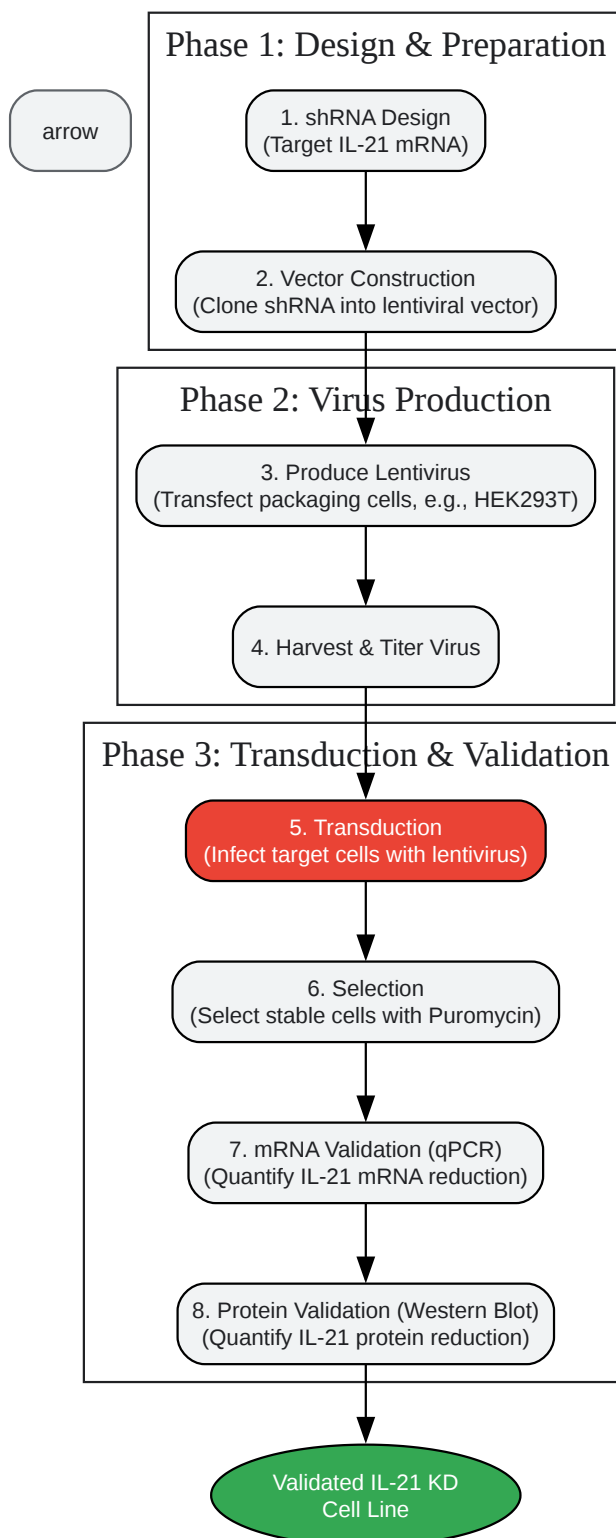 Phase 1: Design & Preparation
arrow
1. shRNA Design
(Target IL-21 mRNA)
2. Vector Construction
(Clone shRNA into lentiviral vector)
Phase 2: Virus Production
3. Produce Lentivirus
(Transfect packaging cells, e.g., HEK293T)
4. Harvest & Titer Virus
Phase 3: Transduction & Validation
5. Transduction
(Infect target cells with lentivirus)
6. Selection
(Select stable cells with Puromycin)
7. mRNA Validation (qPCR)
(Quantify IL-21 mRNA reduction)
8. Protein Validation (Western Blot)
(Quantify IL-21 protein reduction)
Validated IL-21 KD
Cell Line